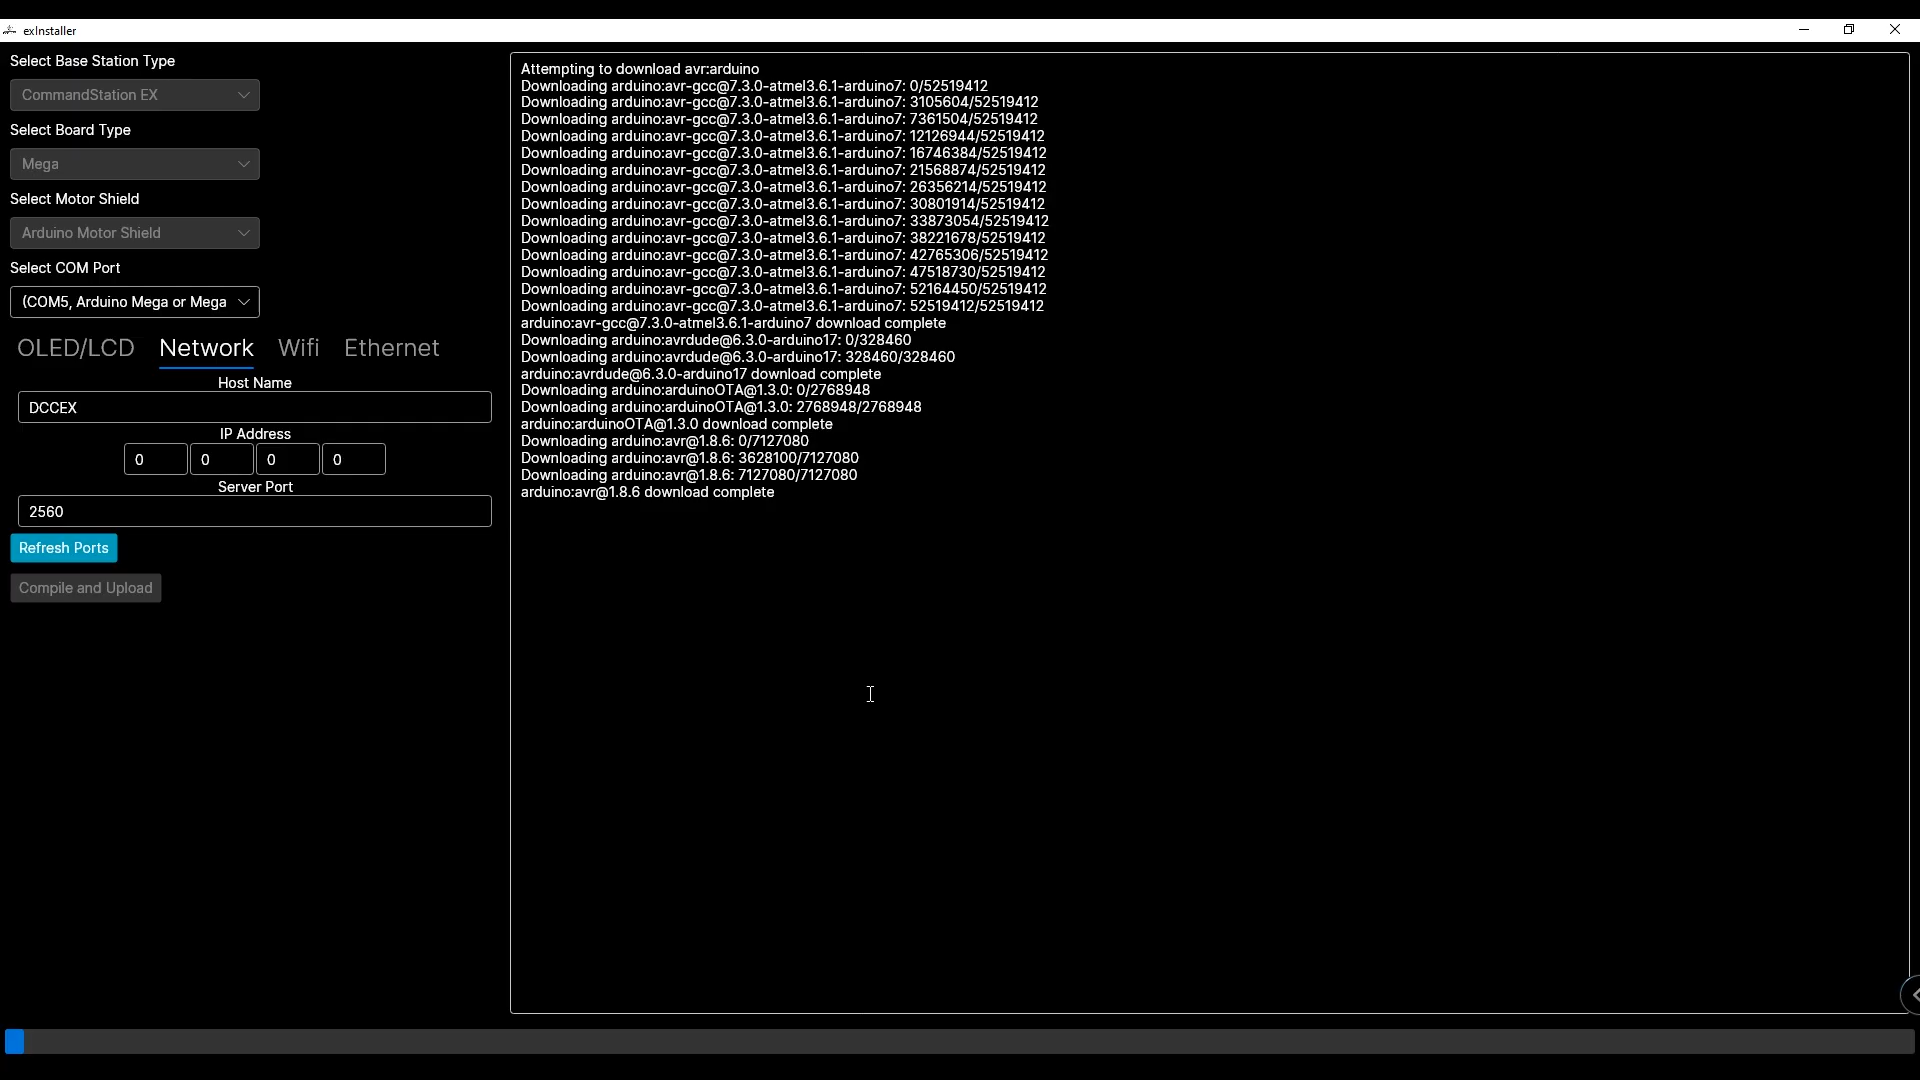 exInstaller
Select Base Station Type
CommandStation EX
Select Board Type
Mega
Select Motor Shield
Arduino Motor Shield
Select COM Port
(COM5, Arduino Mega or Mega
OLED/LCD Network Wifi Ethernet
Host Name
DCCEX
IP Address
0 0 0 0
Server Port
2560
Refresh Ports
Compile and Upload
Attempting to download avr:arduino
Downloading arduino:avr-gcc@7.3.0-atmel3.6.1-arduino7: 0/52519412
Downloading arduino:avr-gcc@7.3.0-atmel3.6.1-arduino7: 3105604/52519412
Downloading arduino:avr-gcc@7.3.0-atmel3.6.1-arduino7: 7361504/52519412
Downloading arduino:avr-gcc@7.3.0-atmel3.6.1-arduino7: 12126944/52519412
Downloading arduino:avr-gcc@7.3.0-atmel3.6.1-arduino7: 16746384/52519412
Downloading arduino:avr-gcc@7.3.0-atmel3.6.1-arduino7: 21568874/52519412
Downloading arduino:avr-gcc@7.3.0-atmel3.6.1-arduino7: 26356214/52519412
Downloading arduino:avr-gcc@7.3.0-atmel3.6.1-arduino7: 30801914/52519412
Downloading arduino:avr-gcc@7.3.0-atmel3.6.1-arduino7: 33873054/52519412
Downloading arduino:avr-gcc@7.3.0-atmel3.6.1-arduino7: 38221678/52519412
Downloading arduino:avr-gcc@7.3.0-atmel3.6.1-arduino7: 42765306/52519412
Downloading arduino:avr-gcc@7.3.0-atmel3.6.1-arduino7: 47518730/52519412
Downloading arduino:avr-gcc@7.3.0-atmel3.6.1-arduino7: 52164450/52519412
Downloading arduino:avr-gcc@7.3.0-atmel3.6.1-arduino7: 52519412/52519412
arduino:avr-gcc@7.3.0-atmel3.6.1-arduino7 download complete
Downloading arduino:avrdude@6.3.0-arduino17: 0/328460
Downloading arduino:avrdude@6.3.0-arduino17: 328460/328460
arduino:avrdude@6.3.0-arduino17 download complete
Downloading arduino:arduinoOTA@1.3.0: 0/2768948
Downloading arduino:arduinoOTA@1.3.0: 2768948/2768948
arduino:arduinoOTA@1.3.0 download complete
Downloading arduino:avr@1.8.6: 0/7127080
Downloading arduino:avr@1.8.6: 3628100/7127080
Downloading arduino:avr@1.8.6: 7127080/7127080
arduino:avr@1.8.6 download complete